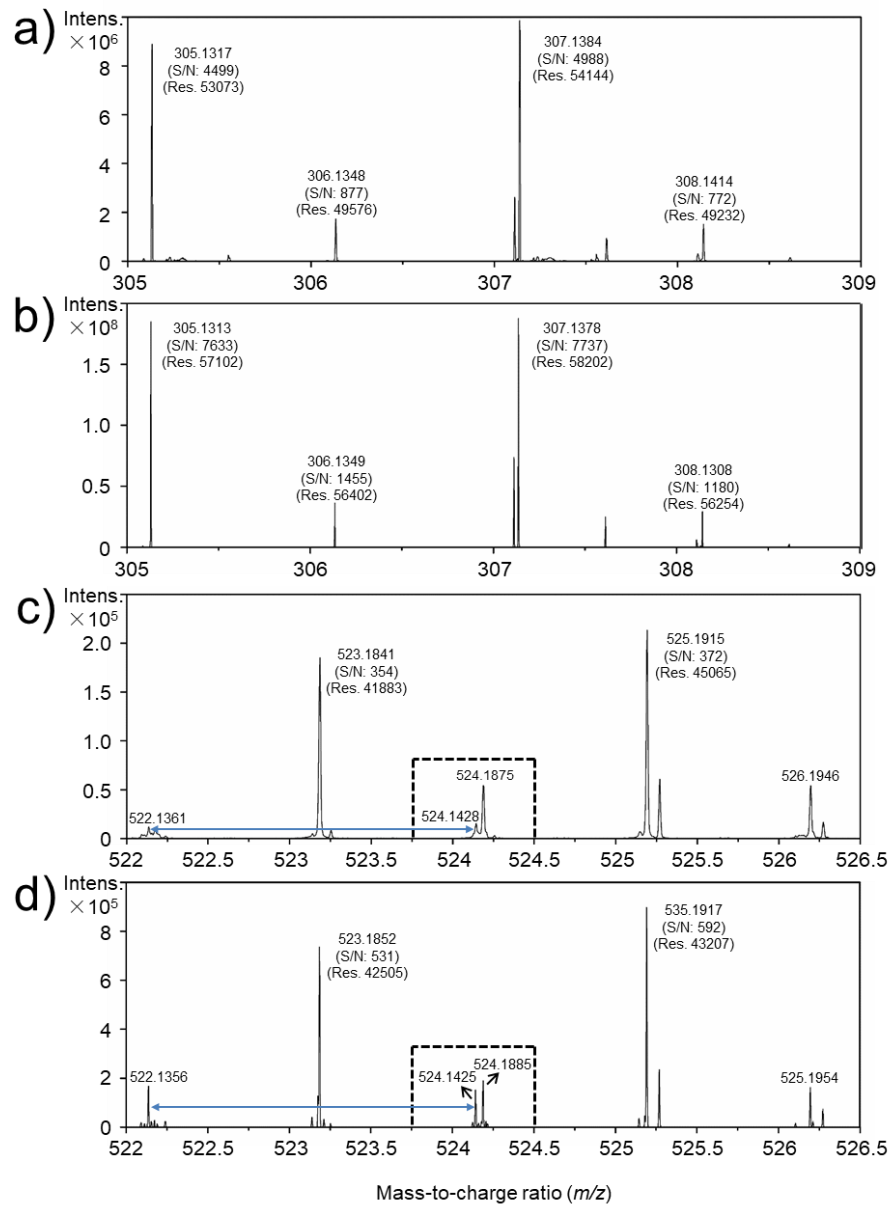 a)
Intens.
×10⁶
8
6
4
2
0
305.1317
(S/N: 4499)
(Res. 53073)
306.1348
(S/N: 877)
(Res. 49576)
307.1384
(S/N: 4988)
(Res. 54144)
308.1414
(S/N: 772)
(Res. 49232)
305 306 307 308 309
b)
Intens.
×10⁸
1.5
1.0
0.5
0
305.1313
(S/N: 7633)
(Res. 57102)
306.1349
(S/N: 1455)
(Res. 56402)
307.1378
(S/N: 7737)
(Res. 58202)
308.1308
(S/N: 1180)
(Res. 56254)
305 306 307 308 309
c)
Intens.
×10⁵
2.0
1.5
1.0
0.5
0
522.1361
523.1841
(S/N: 354)
(Res. 41883)
524.1428
524.1875
525.1915
(S/N: 372)
(Res. 45065)
526.1946
522 522.5 523 523.5 524 524.5 525 525.5 526 526.5
d)
Intens.
×10⁵
8
6
4
2
0
522.1356
523.1852
(S/N: 531)
(Res. 42505)
524.1425
524.1885
535.1917
(S/N: 592)
(Res. 43207)
525.1954
522 522.5 523 523.5 524 524.5 525 525.5 526 526.5
Mass-to-charge ratio (m/z)